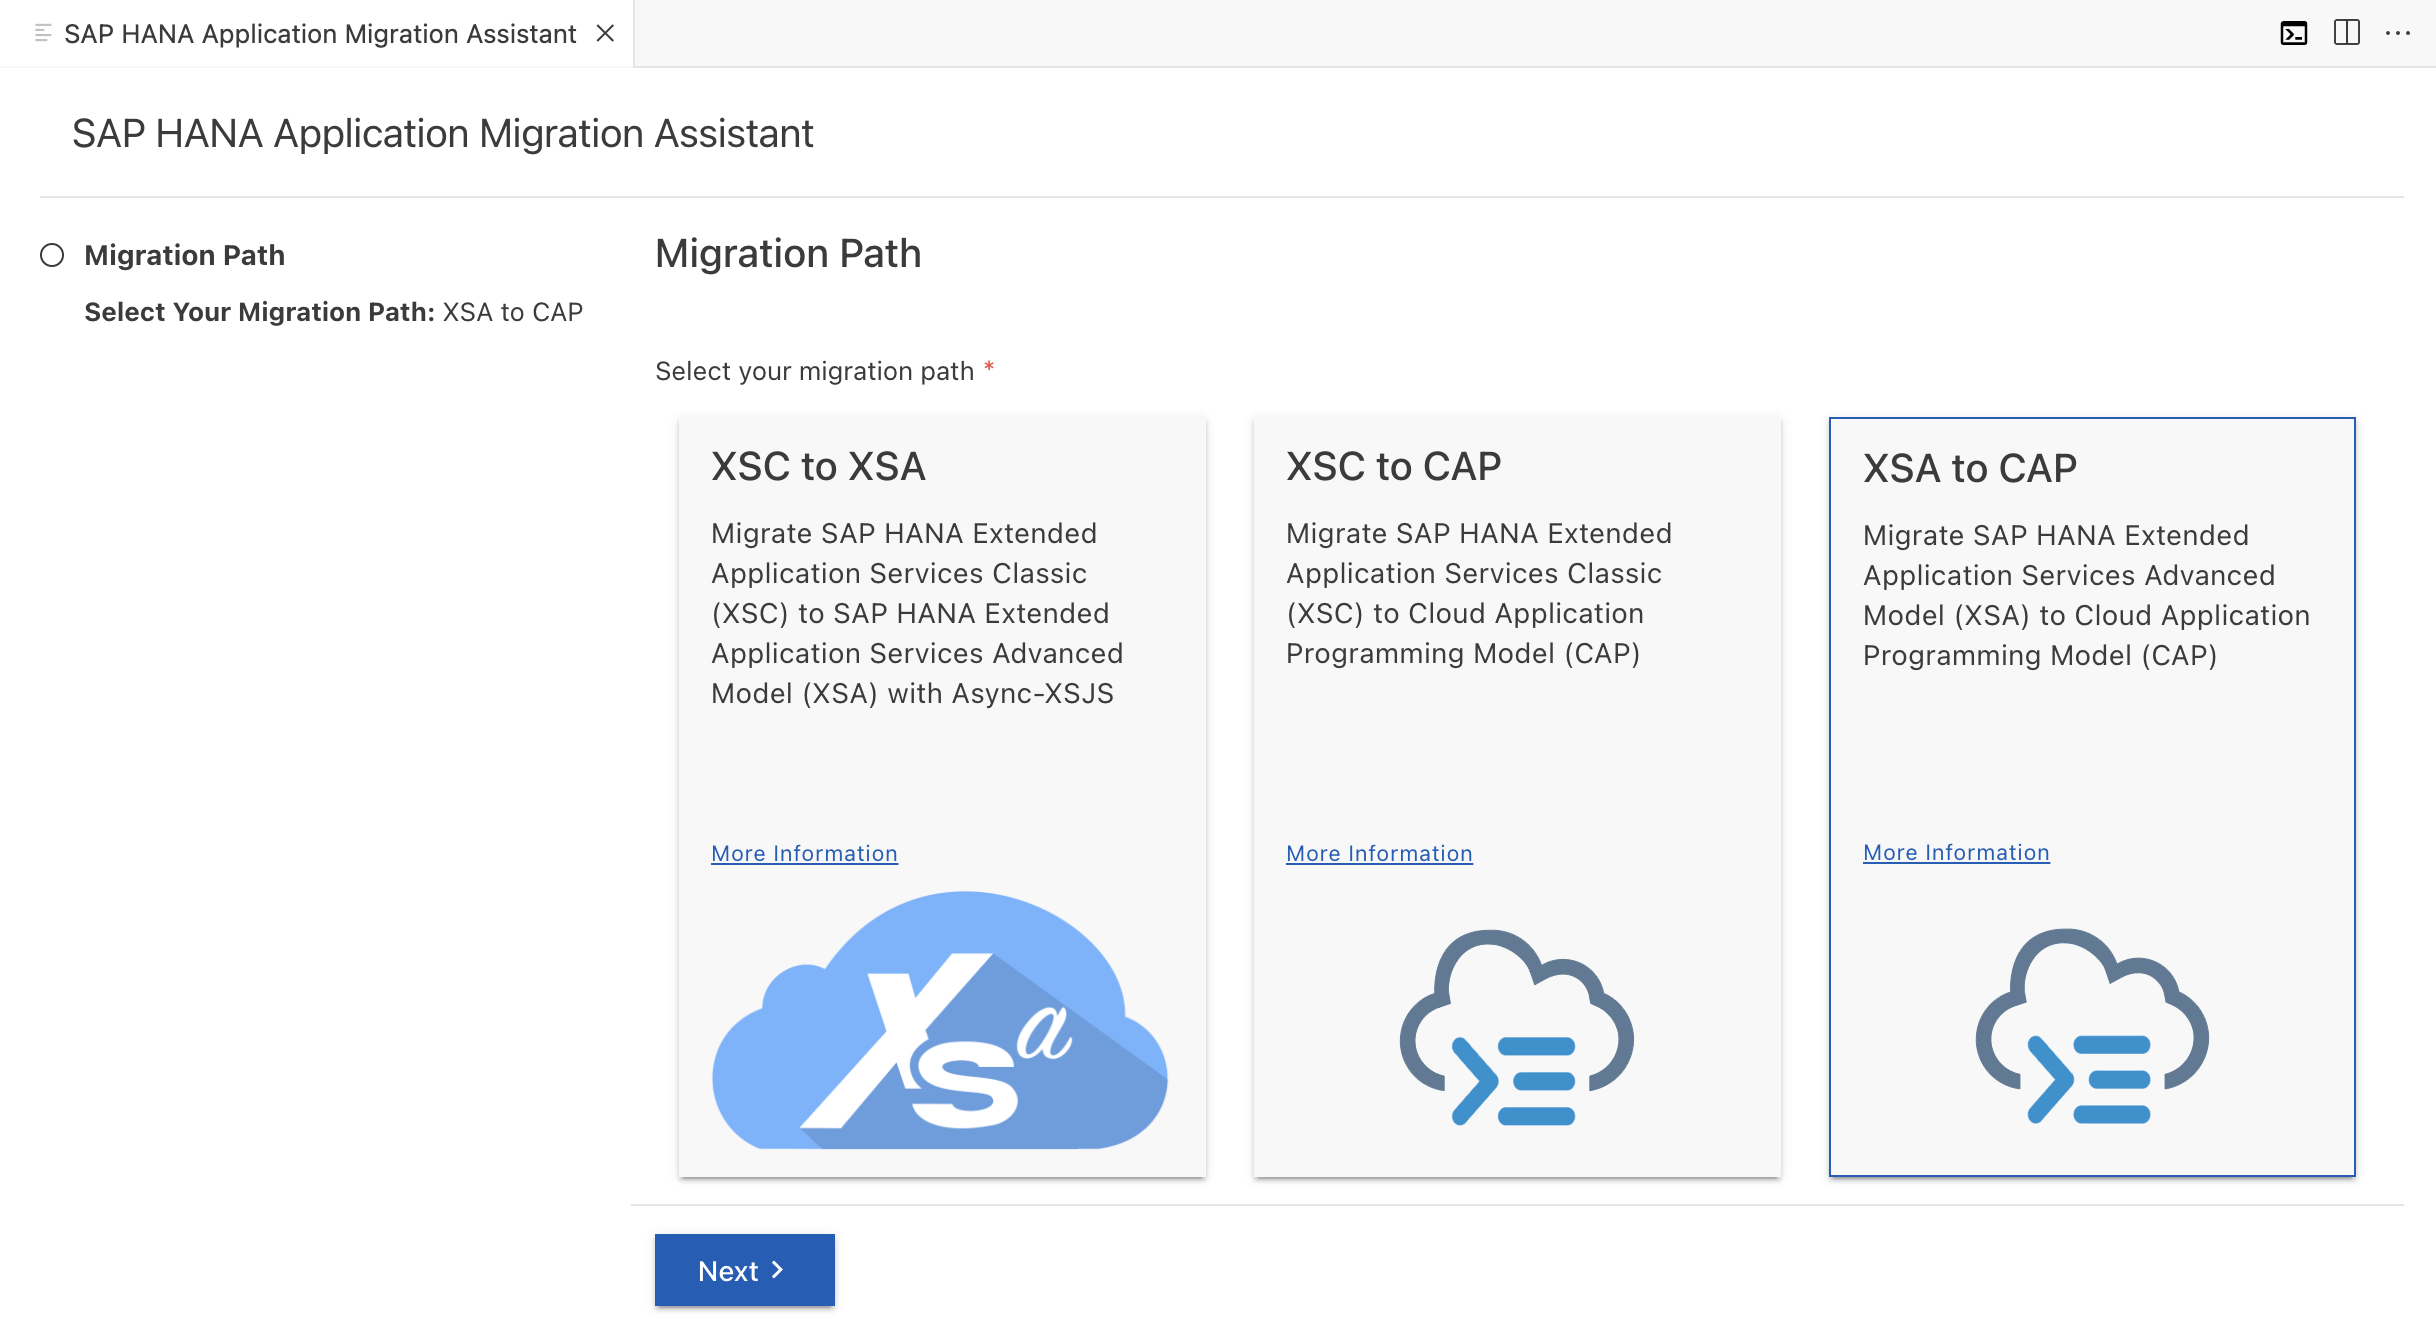 SAP HANA Application Migration Assistant
SAP HANA Application Migration Assistant
Migration Path
Select Your Migration Path: XSA to CAP
Migration Path
Select your migration path *
XSC to XSA
Migrate SAP HANA Extended
Application Services Classic
(XSC) to SAP HANA Extended
Application Services Advanced
Model (XSA) with Async-XSJS
More Information
Xs a
XSC to CAP
Migrate SAP HANA Extended
Application Services Classic
(XSC) to Cloud Application
Programming Model (CAP)
More Information
XSA to CAP
Migrate SAP HANA Extended
Application Services Advanced
Model (XSA) to Cloud Application
Programming Model (CAP)
More Information
Next